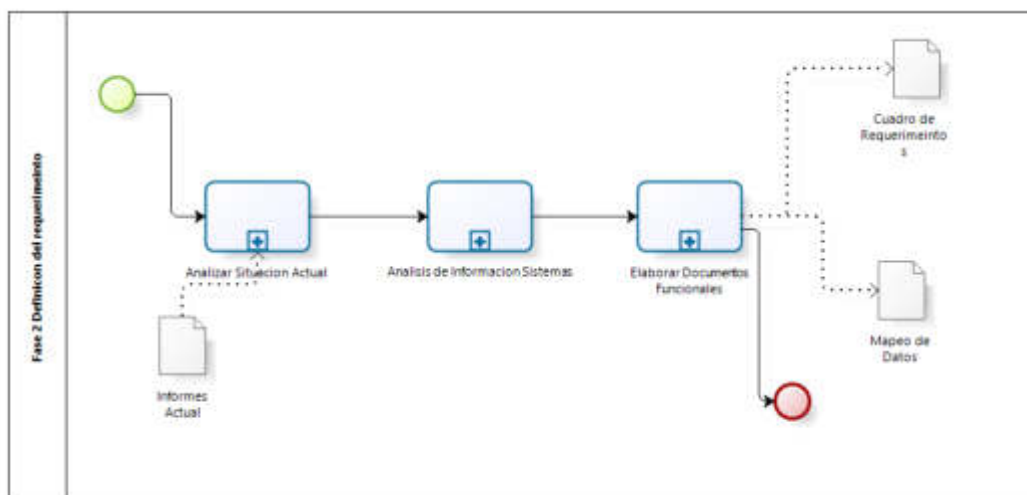 Fase 2 Definicion del requerimeinto
Cuadro de
Requerimeinto
s
Analizar Situacion Actual
Analisis de Informacion Sistemas
Elaborar Documentos
Funcionales
Mapeo de
Datos
Informes
Actual